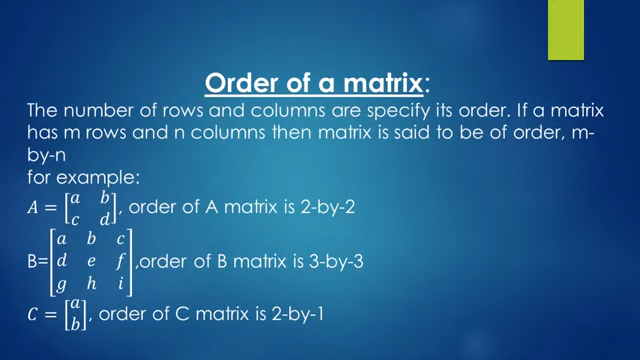 Order of a matrix:
The number of rows and columns are specify its order. If a matrix
has m rows and n columns then matrix is said to be of order, m-
by-n
for example:
A = [a b
c d], order of A matrix is 2-by-2
B=[a b c
d e f
g h i],order of B matrix is 3-by-3
C = [a
b], order of C matrix is 2-by-1